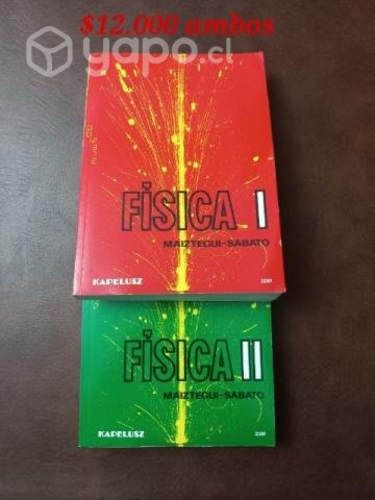 $12.000 ambos
yapo.cl
FÍSICA I
MAIZTEGUI-SABATO
KAPELUSZ
FÍSICA II
MAIZTEGUI-SABATO
KAPELUSZ